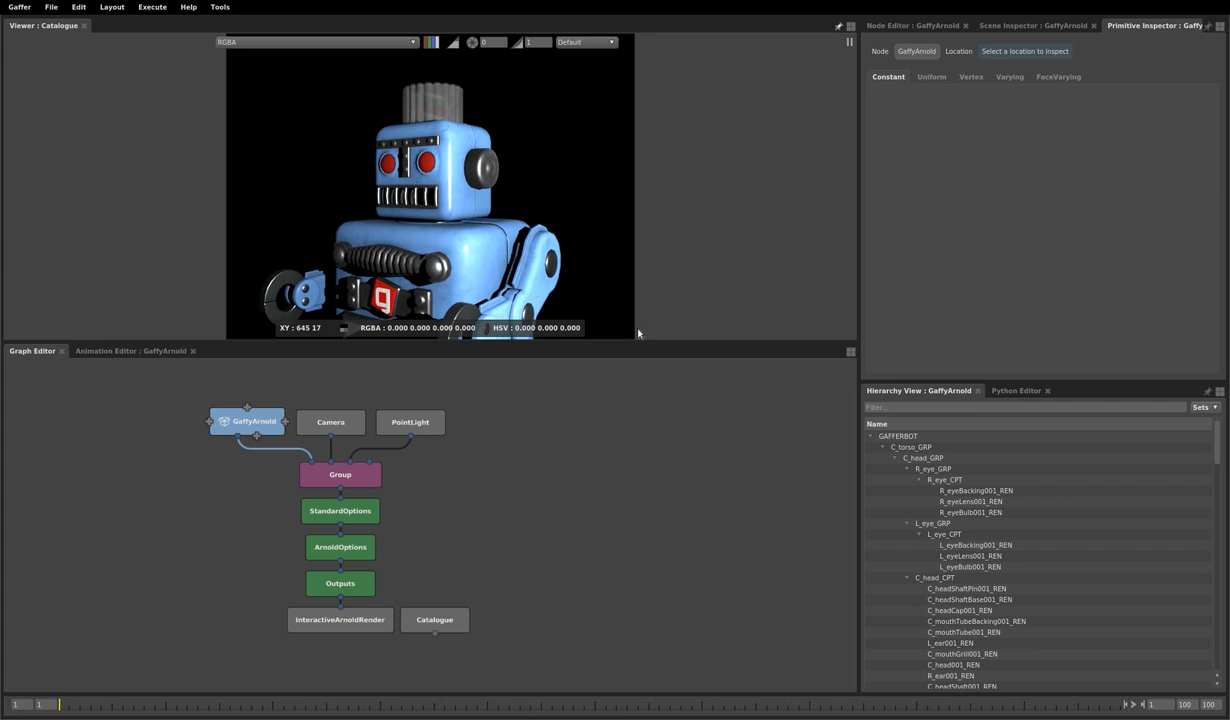 Gaffer File Edit Layout Execute Help Tools
Viewer : Catalogue
RGBA 0 1 Default
g
XY : 645 17 RGBA : 0.000 0.000 0.000 0.000 HSV : 0.000 0.000 0.000
Node Editor : GaffyArnold Scene Inspector : GaffyArnold Primitive Inspector : Gaffy
Node GaffyArnold Location Select a location to inspect
Constant Uniform Vertex Varying FaceVarying
Graph Editor Animation Editor : GaffyArnold
GaffyArnold Camera PointLight
Group
StandardOptions
ArnoldOptions
Outputs
InteractiveArnoldRender Catalogue
Hierarchy View : GaffyArnold Python Editor
Filter... Sets
Name
GAFFERBOT
C_torso_GRP
C_head_GRP
R_eye_GRP
R_eye_CPT
R_eyeBacking001_REN
R_eyeLens001_REN
R_eyeBulb001_REN
L_eye_GRP
L_eye_CPT
L_eyeBacking001_REN
L_eyeLens001_REN
L_eyeBulb001_REN
C_head_CPT
C_headShaftPin001_REN
C_headShaftBase001_REN
C_headCap001_REN
C_mouthTubeBacking001_REN
C_mouthTube001_REN
L_ear001_REN
C_mouthGrill001_REN
C_head001_REN
R_ear001_REN
C_headShaft001_REN
1 1 1 100 100